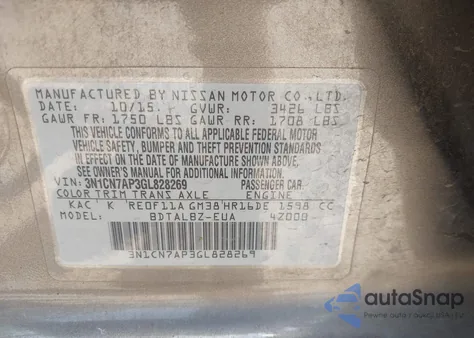 MANUFACTURED BY NISSAN MOTOR CO., LTD.
DATE: 10/15. GVWR: 3426 LBS
GAWR FR: 1750 LBS GAWR RR: 1708 LBS
THIS VEHICLE CONFORMS TO ALL APPLICABLE FEDERAL MOTOR
VEHICLE SAFETY, BUMPER AND THEFT PREVENTION STANDARDS
IN EFFECT ON THE DATE OF MANUFACTURE SHOWN ABOVE.
SEE OWNER'S MANUAL FOR ADDITIONAL INFORMATION.
VIN: 3N1CN7AP3GL828269 PASSENGER CAR.
COLOR TRIM TRANS AXLE ENGINE
KAC K RE0F11A GM38 HR16DE 1598 CC
MODEL: BDTALBZ-EUA 4Z000-
3N1CN7AP3GL828269
autoSnap